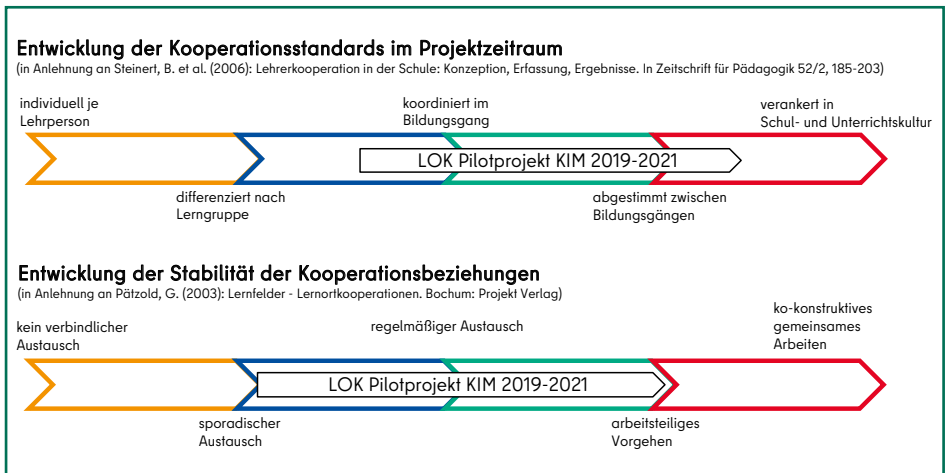 Entwicklung der Kooperationsstandards im Projektzeitraum
(in Anlehnung an Steinert, B. et al. (2006): Lehrerkooperation in der Schule: Konzeption, Erfassung, Ergebnisse. In Zeitschrift für Pädagogik 52/2, 185-203)
individuell je
Lehrperson
koordiniert im
Bildungsgang
verankert in
Schul- und Unterrichtskultur
LOK Pilotprojekt KIM 2019-2021
differenziert nach
Lerngruppe
abgestimmt zwischen
Bildungsgängen
Entwicklung der Stabilität der Kooperationsbeziehungen
(in Anlehnung an Pätzold, G. (2003): Lernfelder - Lernortkooperationen. Bochum: Projekt Verlag)
kein verbindlicher
Austausch
regelmäßiger Austausch
ko-konstruktives
gemeinsames
Arbeiten
LOK Pilotprojekt KIM 2019-2021
sporadischer
Austausch
arbeitsteiliges
Vorgehen